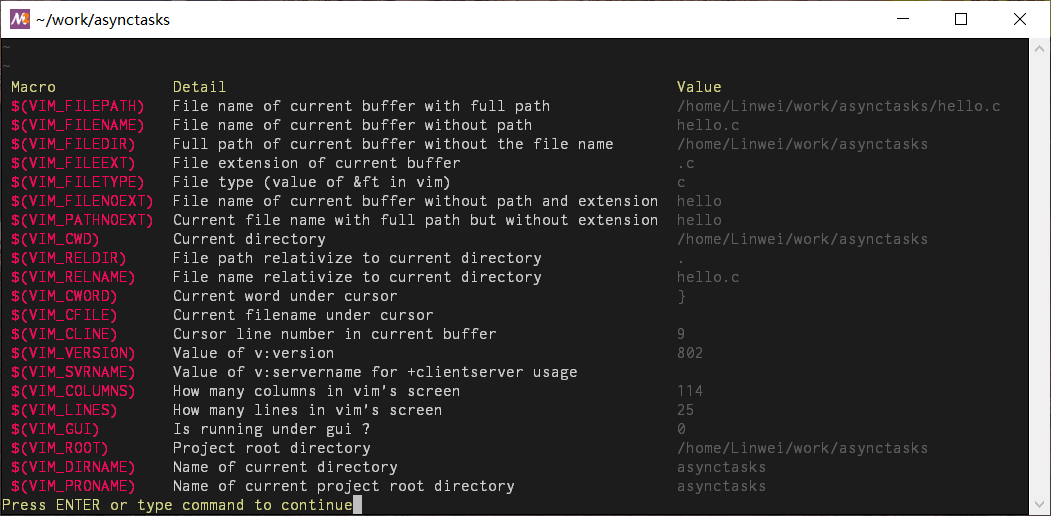 ~/work/asynctasks
~
~
Macro Detail Value
$(VIM_FILEPATH) File name of current buffer with full path /home/Linwei/work/asynctasks/hello.c
$(VIM_FILENAME) File name of current buffer without path hello.c
$(VIM_FILEDIR) Full path of current buffer without the file name /home/Linwei/work/asynctasks
$(VIM_FILEEXT) File extension of current buffer .c
$(VIM_FILETYPE) File type (value of &ft in vim) c
$(VIM_FILENOEXT) File name of current buffer without path and extension hello
$(VIM_PATHNOEXT) Current file name with full path but without extension hello
$(VIM_CWD) Current directory /home/Linwei/work/asynctasks
$(VIM_RELDIR) File path relativize to current directory .
$(VIM_RELNAME) File name relativize to current directory hello.c
$(VIM_CWORD) Current word under cursor }
$(VIM_CFILE) Current filename under cursor
$(VIM_CLINE) Cursor line number in current buffer 9
$(VIM_VERSION) Value of v:version 802
$(VIM_SVRNAME) Value of v:servername for +clientserver usage
$(VIM_COLUMNS) How many columns in vim's screen 114
$(VIM_LINES) How many lines in vim's screen 25
$(VIM_GUI) Is running under gui ? 0
$(VIM_ROOT) Project root directory /home/Linwei/work/asynctasks
$(VIM_DIRNAME) Name of current directory asynctasks
$(VIM_PRONAME) Name of current project root directory asynctasks
Press ENTER or type command to continue